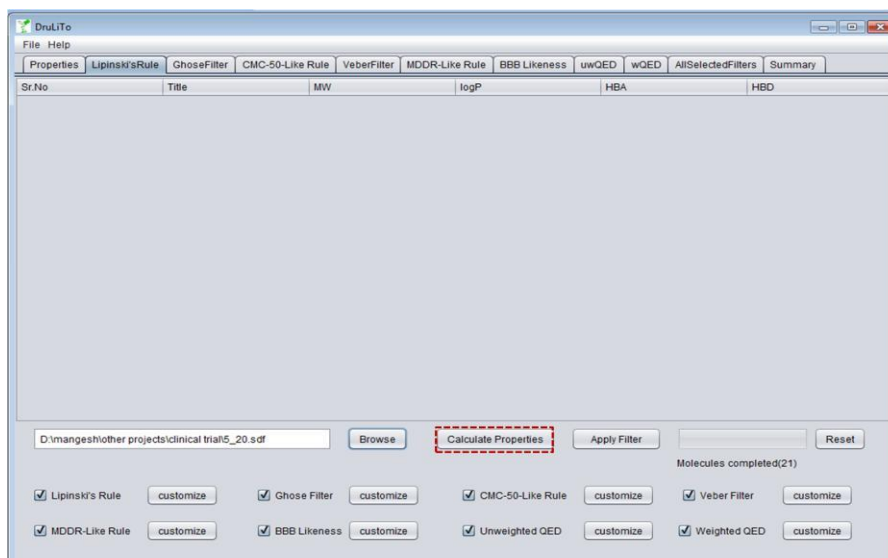 DruLiTo
File Help
Properties Lipinski'sRule GhoseFilter CMC-50-Like Rule VeberFilter MDDR-Like Rule BBB Likeness uwQED wQED AllSelectedFilters Summary
Sr.No Title MW logP HBA HBD
D:\mangesh\other projects\clinical trial\5_20.sdf Browse Calculate Properties Apply Filter Reset
Molecules completed(21)
Lipinski's Rule customize Ghose Filter customize CMC-50-Like Rule customize Veber Filter customize
MDDR-Like Rule customize BBB Likeness customize Unweighted QED customize Weighted QED customize